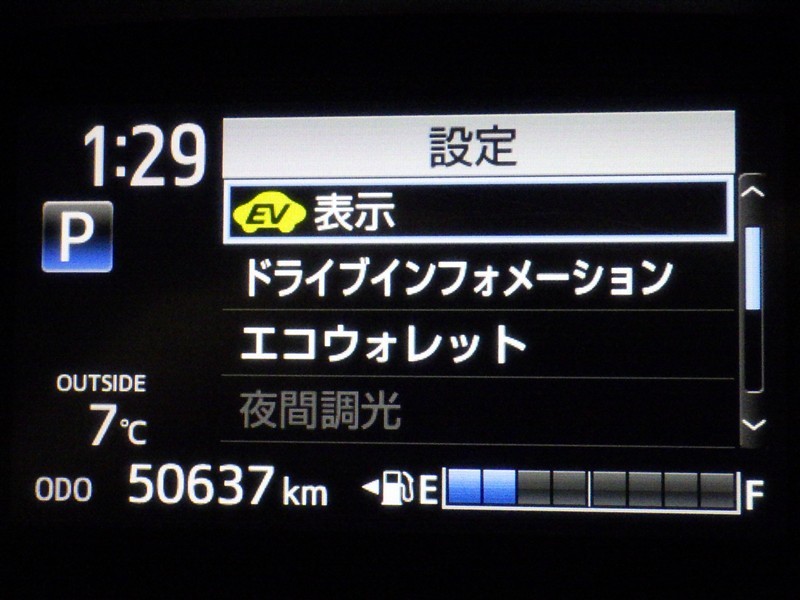 1:29
設定
P
EV 表示
ドライブインフォメーション
エコウォレット
夜間調光
OUTSIDE
7℃
ODO 50637 km E F